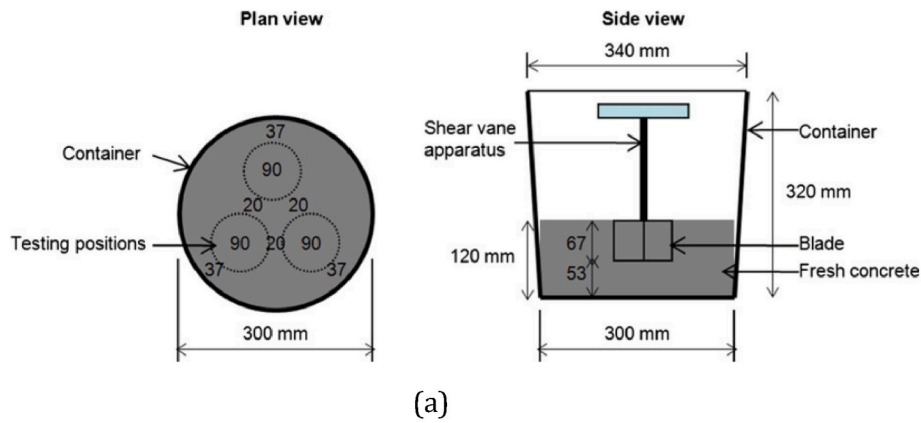 Plan view
Container
Testing positions
37
90
20
20
90
20
90
37
37
300 mm
Side view
340 mm
Shear vane
apparatus
Container
320 mm
120 mm
67
53
Blade
Fresh concrete
300 mm
(a)